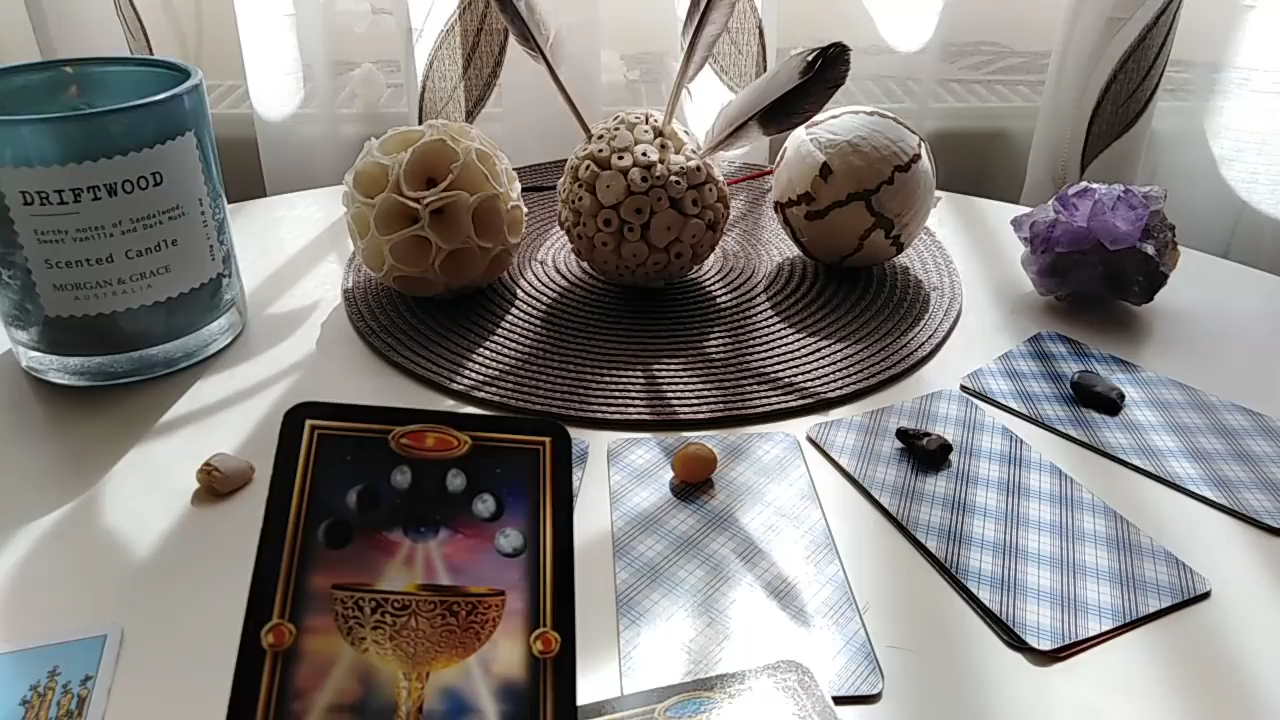 DRIFTWOOD
Earthy notes of Sandalwood,
Sweet Vanilla and Dark Musk.
Scented Candle
MORGAN & GRACE
AUSTRALIA